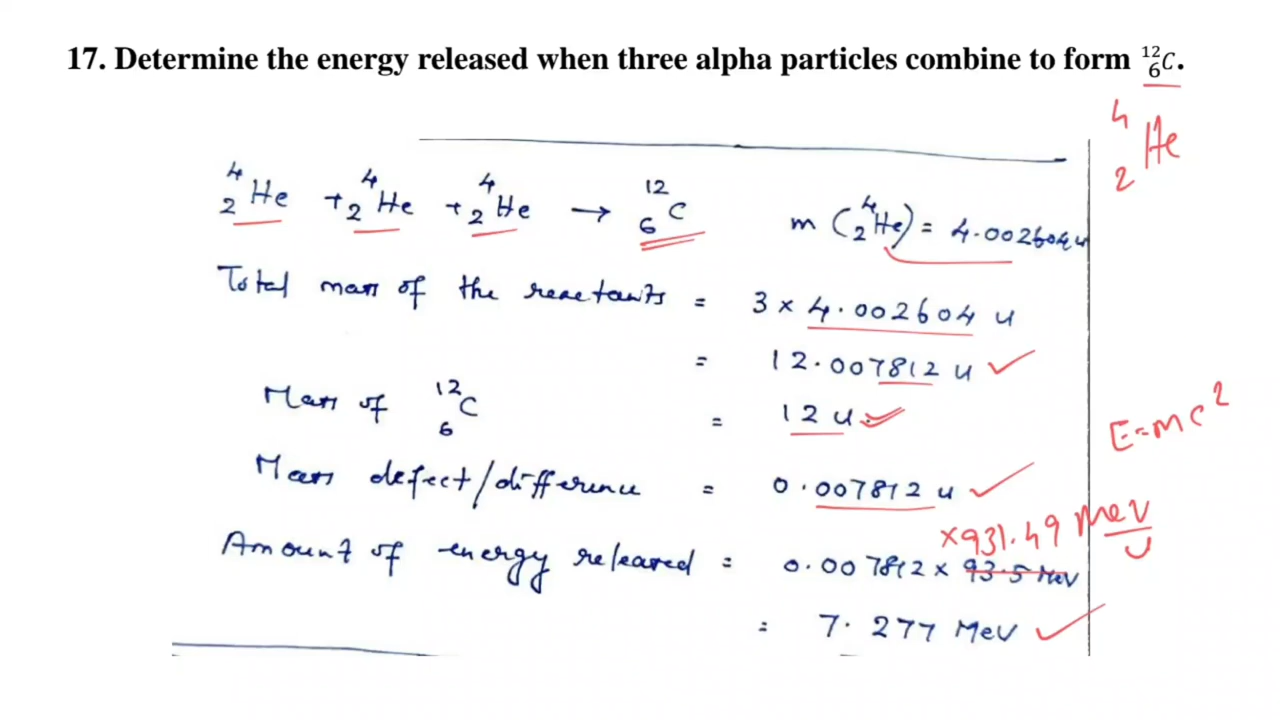 17. Determine the energy released when three alpha particles combine to form ¹²₆C.
⁴₂He
⁴₂He + ⁴₂He + ⁴₂He → ¹²₆C m (⁴₂He) = 4.002604 u
Total mass of the reactants = 3 × 4.002604 u
= 12.007812 u ✓
Mass of ¹²₆C = 12 u ✓
E=mc²
Mass defect/difference = 0.007812 u ✓
×931.49 MeV
Amount of energy released = 0.007812 × 93.5 MeV
= 7.277 MeV ✓